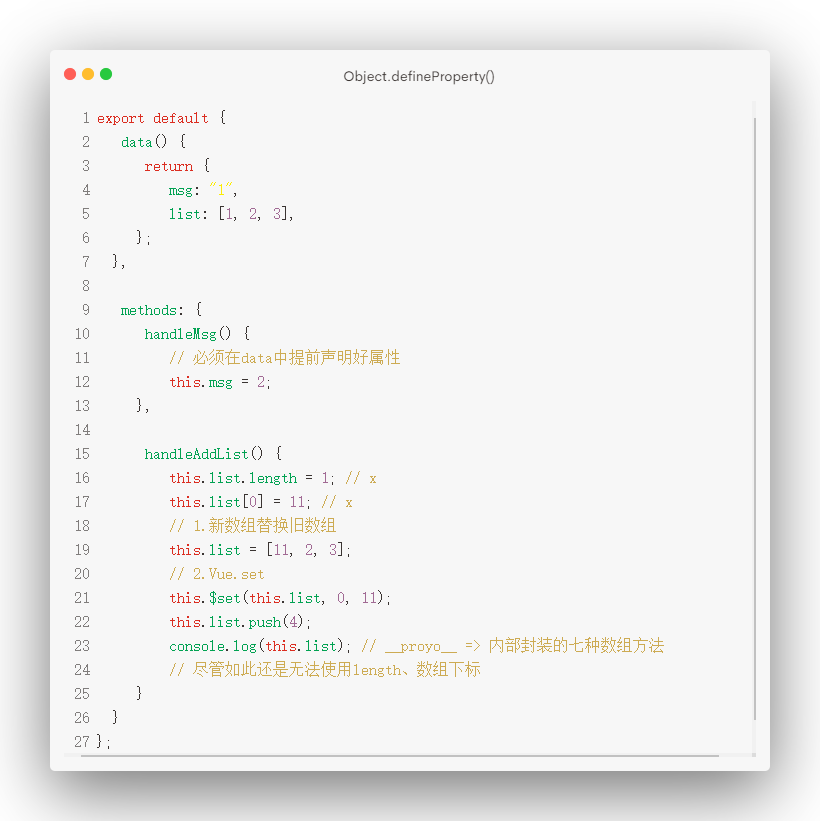 Object.defineProperty()
1 export default {
2 data() {
3 return {
4 msg: "1",
5 list: [1, 2, 3],
6 };
7 },
8
9 methods: {
10 handleMsg() {
11 // 必须在data中提前声明好属性
12 this.msg = 2;
13 },
14
15 handleAddList() {
16 this.list.length = 1; // x
17 this.list[0] = 11; // x
18 // 1.新数组替换旧数组
19 this.list = [11, 2, 3];
20 // 2.Vue.set
21 this.$set(this.list, 0, 11);
22 this.list.push(4);
23 console.log(this.list); // __proyo__ => 内部封装的七种数组方法
24 // 尽管如此还是无法使用length、数组下标
25 }
26 }
27 };